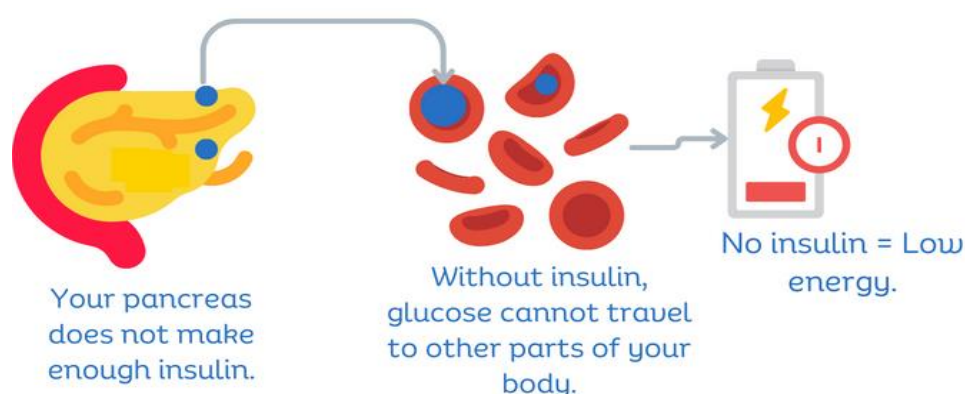 Your pancreas
does not make
enough insulin.
Without insulin,
glucose cannot travel
to other parts of your
body.
No insulin = Low
energy.